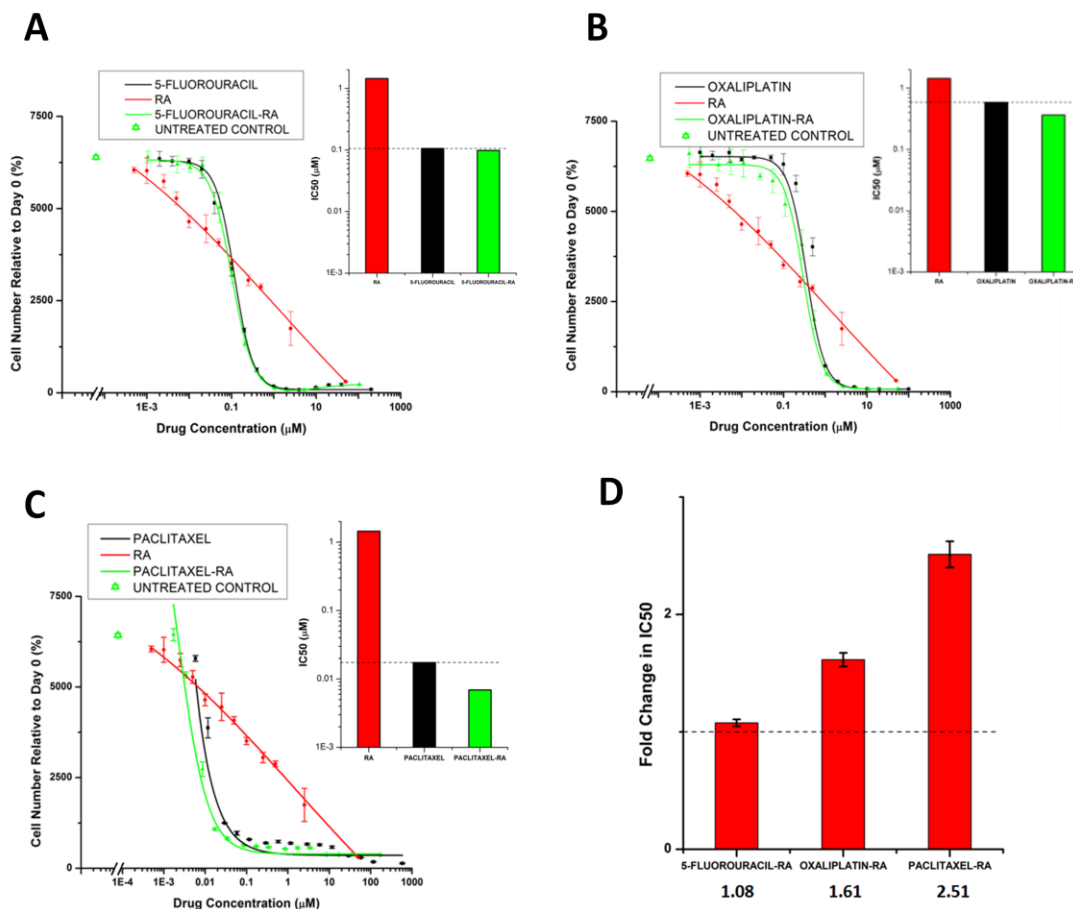 A
5-FLUOROURACIL
RA
5-FLUOROURACIL-RA
UNTREATED CONTROL
7500
5000
2500
0
Cell Number Relative to Day 0 (%)
1E-3
0.1
10
1000
Drug Concentration (μM)
1
0.1
0.01
1E-3
IC50 (μM)
RA
5-FLUOROURACIL
5-FLUOROURACIL-RA
B
OXALIPLATIN
RA
OXALIPLATIN-RA
UNTREATED CONTROL
7500
5000
2500
0
Cell Number Relative to Day 0 (%)
1E-3
0.1
10
1000
Drug Concentration (μM)
1
0.1
0.01
1E-3
IC50 (μM)
RA
OXALIPLATIN
OXALIPLATIN-R
C
PACLITAXEL
RA
PACLITAXEL-RA
UNTREATED CONTROL
7500
5000
2500
0
Cell Number Relative to Day 0 (%)
1E-4
1E-3
0.01
0.1
1
10
100
1000
Drug Concentration (μM)
1
0.1
0.01
1E-3
IC50 (μM)
RA
PACLITAXEL
PACLITAXEL-RA
D
2
0
Fold Change in IC50
5-FLUOROURACIL-RA
OXALIPLATIN-RA
PACLITAXEL-RA
1.08
1.61
2.51